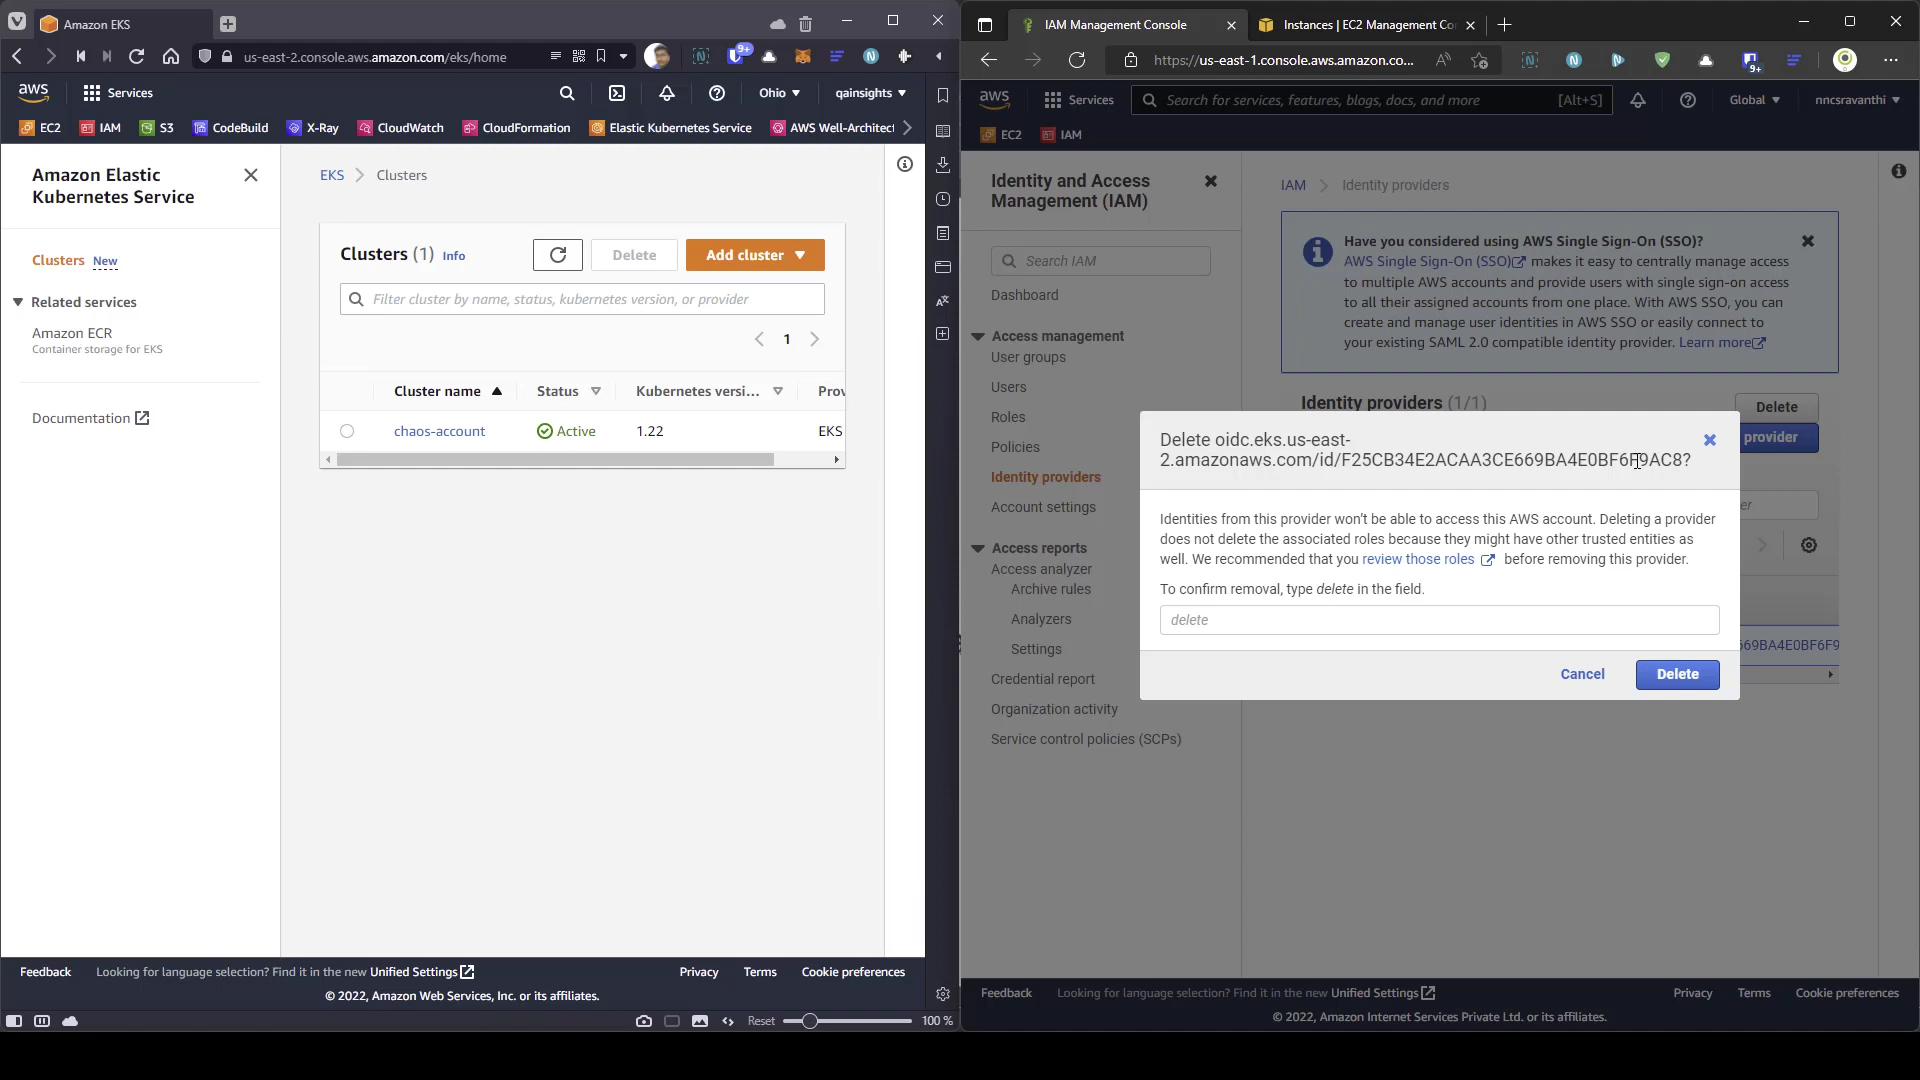 Amazon EKS
us-east-2.console.aws.amazon.com/eks/home
9+
aws
Services
Ohio
qainsights
EC2
IAM
S3
CodeBuild
X-Ray
CloudWatch
CloudFormation
Elastic Kubernetes Service
AWS Well-Architect
Amazon Elastic
Kubernetes Service
Clusters New
Related services
Amazon ECR
Container storage for EKS
Documentation
EKS
Clusters
Clusters (1) Info
Delete
Add cluster
Filter cluster by name, status, kubernetes version, or provider
1
Cluster name
Status
Kubernetes versi...
Prov
chaos-account
Active
1.22
EKS
Feedback
Looking for language selection? Find it in the new Unified Settings
Privacy
Terms
Cookie preferences
© 2022, Amazon Web Services, Inc. or its affiliates.
Reset
100 %
IAM Management Console
Instances | EC2 Management Co
https://us-east-1.console.aws.amazon.co...
9+
aws
Services
Search for services, features, blogs, docs, and more
[Alt+S]
Global
nncsravanthi
EC2
IAM
Identity and Access
Management (IAM)
Search IAM
Dashboard
Access management
User groups
Users
Roles
Policies
Identity providers
Account settings
Access reports
Access analyzer
Archive rules
Analyzers
Settings
Credential report
Organization activity
Service control policies (SCPs)
IAM
Identity providers
Have you considered using AWS Single Sign-On (SSO)?
AWS Single Sign-On (SSO) makes it easy to centrally manage access
to multiple AWS accounts and provide users with single sign-on access
to all their assigned accounts from one place. With AWS SSO, you can
create and manage user identities in AWS SSO or easily connect to
your existing SAML 2.0 compatible identity provider. Learn more
Identity providers (1/1)
Delete
provider
er
669BA4E0BF6F9
Delete oidc.eks.us-east-
2.amazonaws.com/id/F25CB34E2ACAA3CE669BA4E0BF6F9AC8?
Identities from this provider won't be able to access this AWS account. Deleting a provider
does not delete the associated roles because they might have other trusted entities as
well. We recommended that you review those roles before removing this provider.
To confirm removal, type delete in the field.
delete
Cancel
Delete
Feedback
Looking for language selection? Find it in the new Unified Settings
Privacy
Terms
Cookie preferences
© 2022, Amazon Internet Services Private Ltd. or its affiliates.